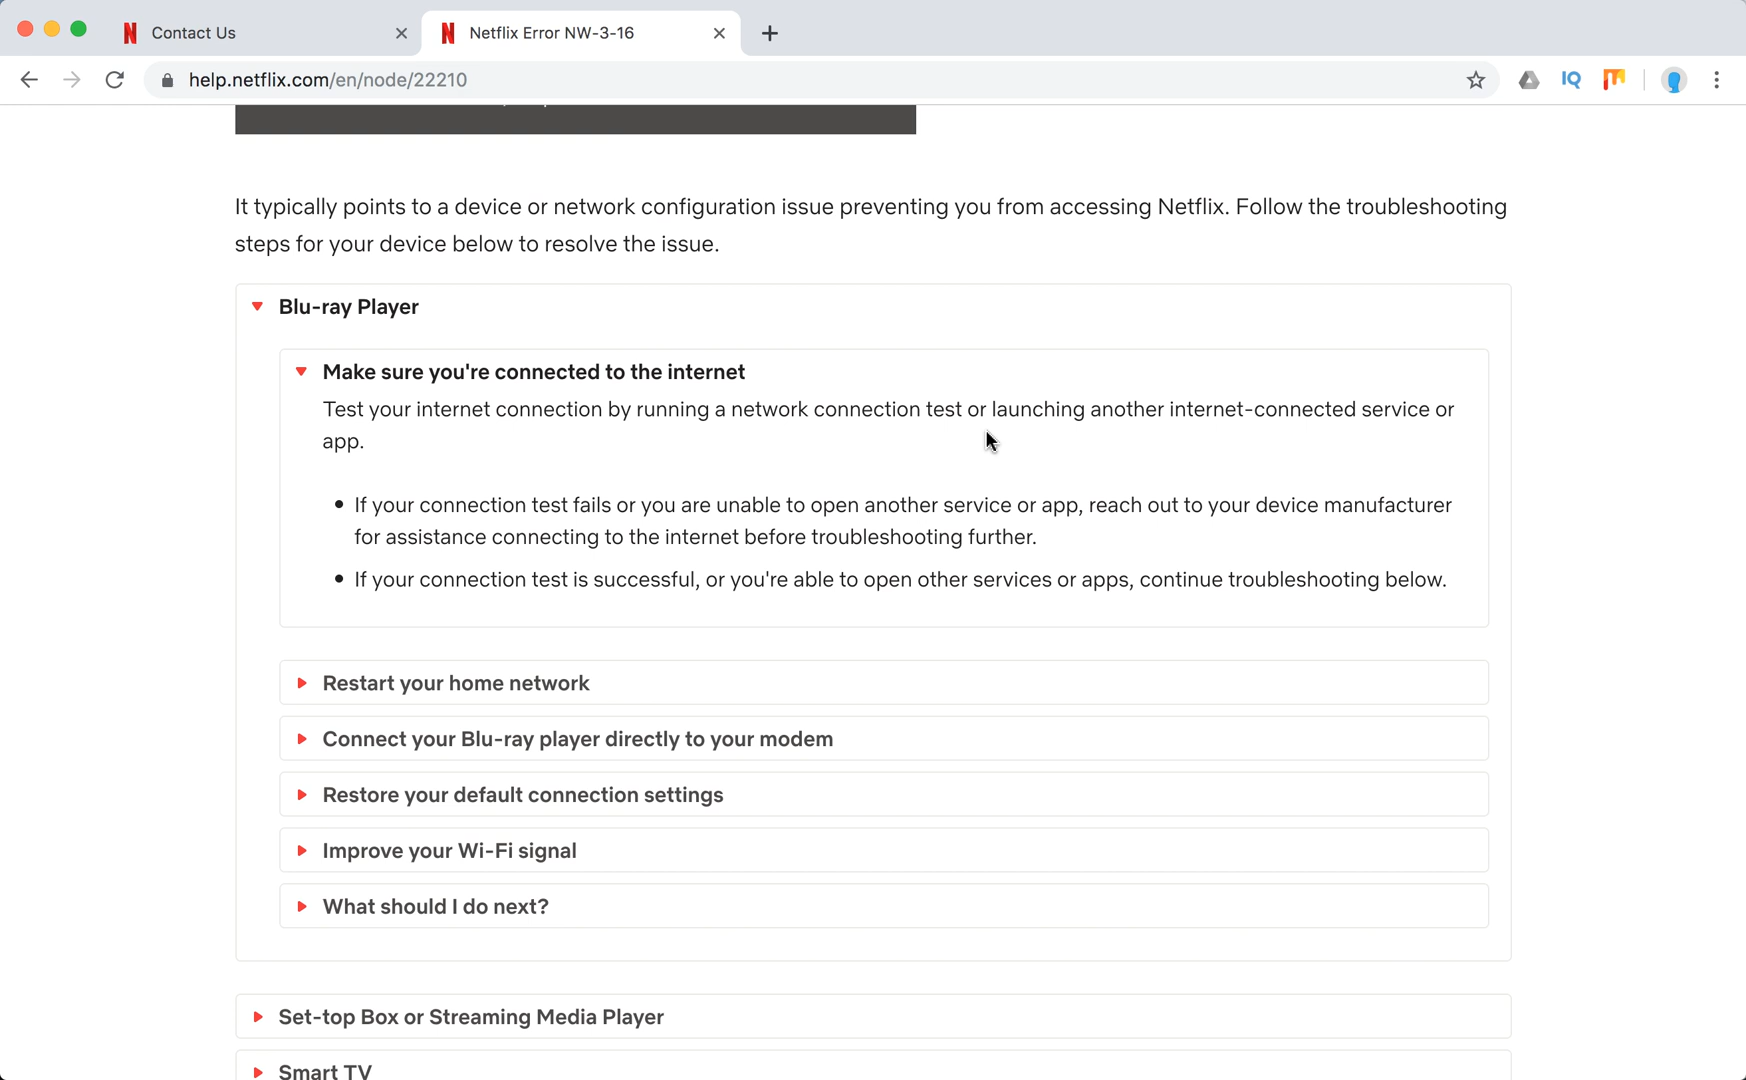 Contact Us
Netflix Error NW-3-16
help.netflix.com/en/node/22210
IQ
It typically points to a device or network configuration issue preventing you from accessing Netflix. Follow the troubleshooting
steps for your device below to resolve the issue.
Blu-ray Player
Make sure you're connected to the internet
Test your internet connection by running a network connection test or launching another internet-connected service or
app.
If your connection test fails or you are unable to open another service or app, reach out to your device manufacturer
for assistance connecting to the internet before troubleshooting further.
If your connection test is successful, or you're able to open other services or apps, continue troubleshooting below.
Restart your home network
Connect your Blu-ray player directly to your modem
Restore your default connection settings
Improve your Wi-Fi signal
What should I do next?
Set-top Box or Streaming Media Player
Smart TV